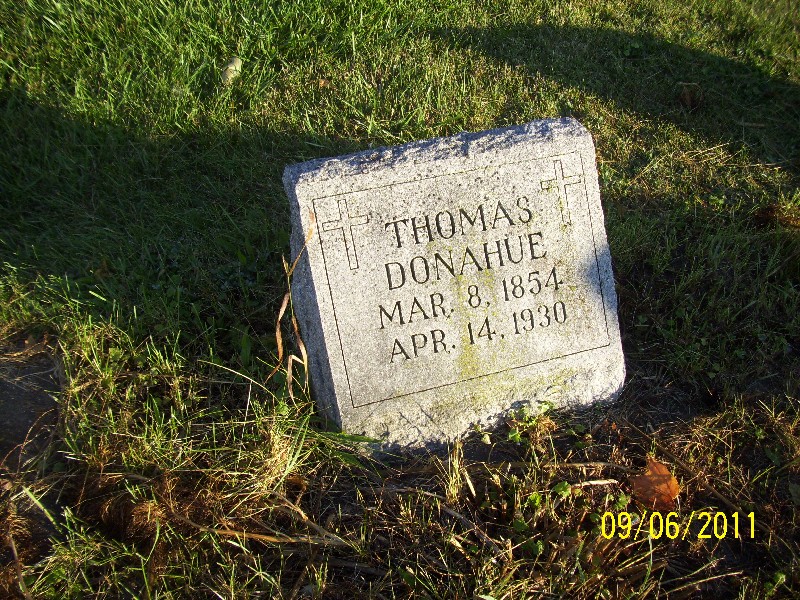 THOMAS
DONAHUE
MAR. 8, 1854
APR. 14, 1930
09/06/2011